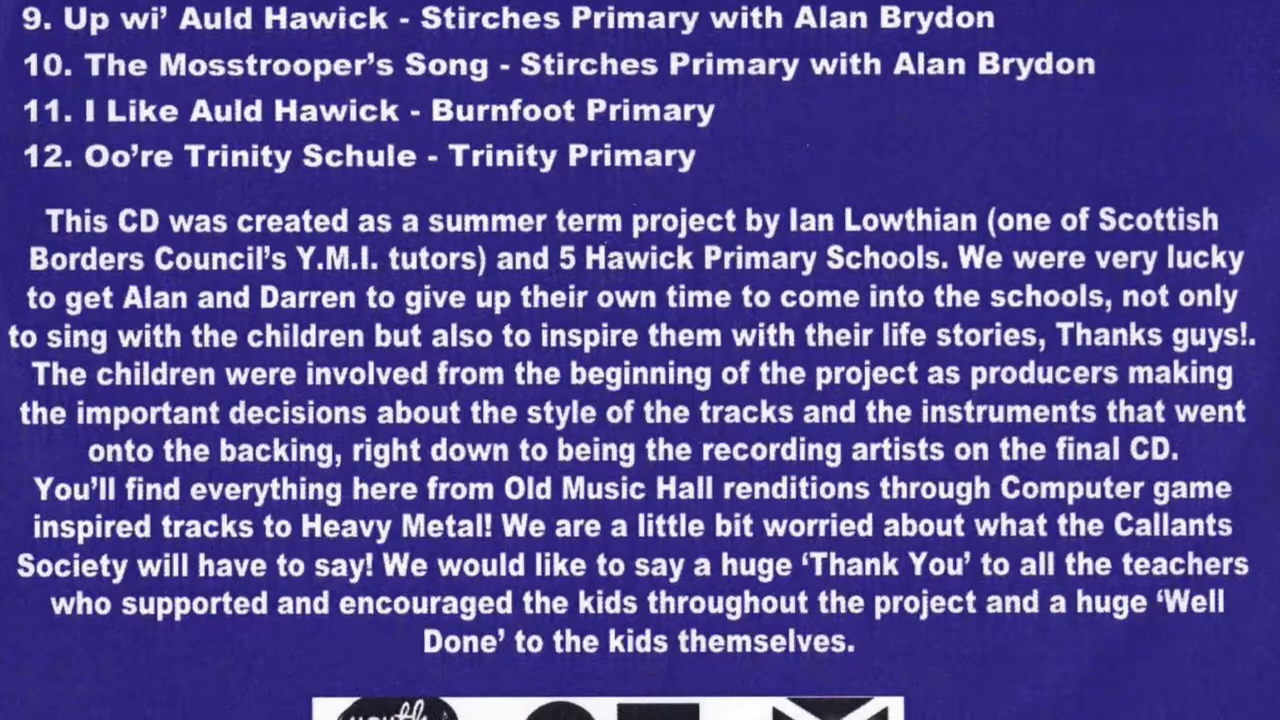 9. Up wi’ Auld Hawick - Stirches Primary with Alan Brydon
10. The Mosstrooper’s Song - Stirches Primary with Alan Brydon
11. I Like Auld Hawick - Burnfoot Primary
12. Oo’re Trinity Schule - Trinity Primary
This CD was created as a summer term project by Ian Lowthian (one of Scottish
Borders Council’s Y.M.I. tutors) and 5 Hawick Primary Schools. We were very lucky
to get Alan and Darren to give up their own time to come into the schools, not only
to sing with the children but also to inspire them with their life stories, Thanks guys!.
The children were involved from the beginning of the project as producers making
the important decisions about the style of the tracks and the instruments that went
onto the backing, right down to being the recording artists on the final CD.
You’ll find everything here from Old Music Hall renditions through Computer game
inspired tracks to Heavy Metal! We are a little bit worried about what the Callants
Society will have to say! We would like to say a huge ‘Thank You’ to all the teachers
who supported and encouraged the kids throughout the project and a huge ‘Well
Done’ to the kids themselves.